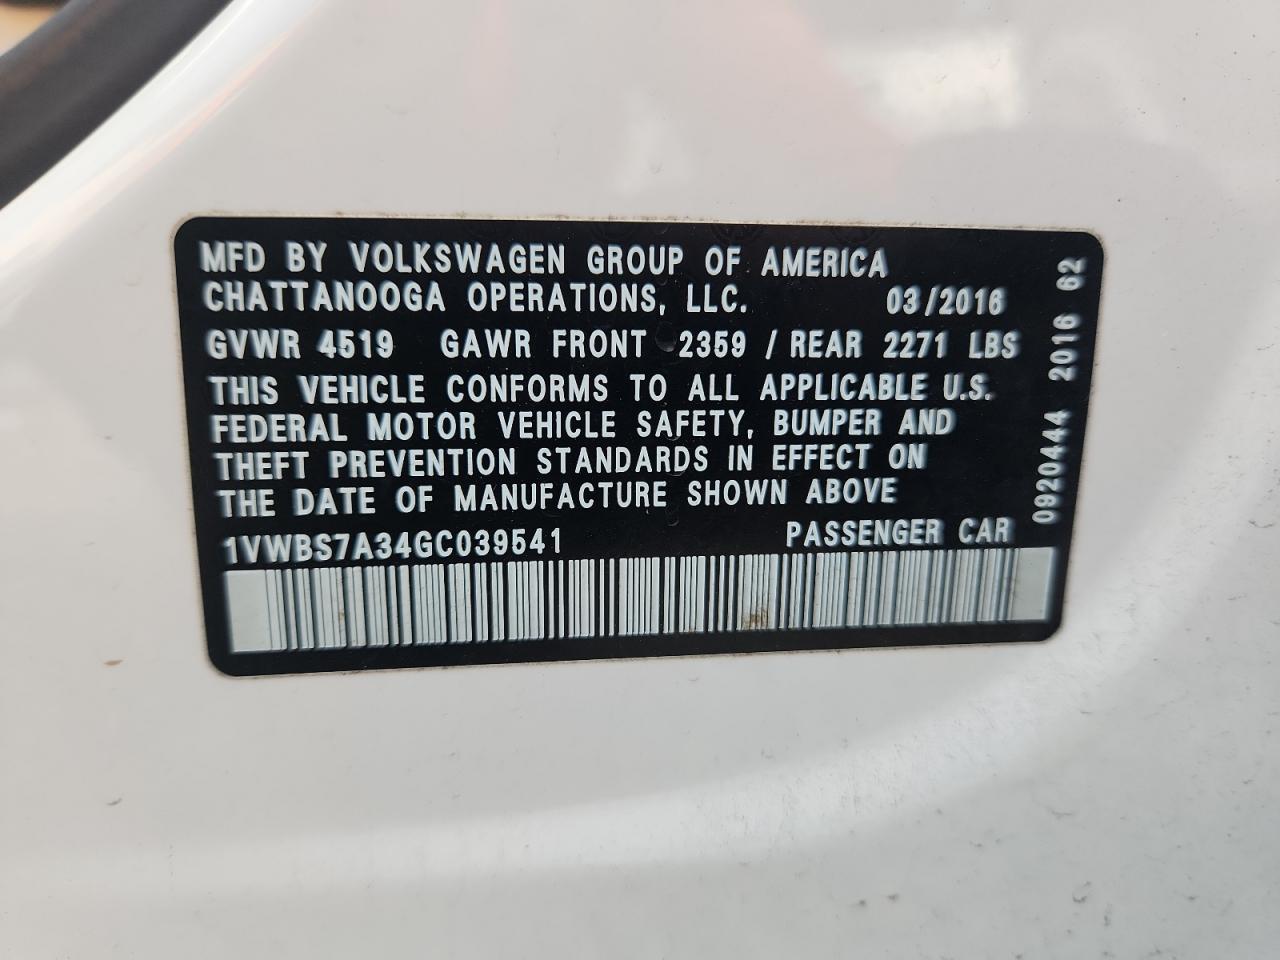 MFD BY VOLKSWAGEN GROUP OF AMERICA
CHATTANOOGA OPERATIONS, LLC. 03/2016
GVWR 4519 GAWR FRONT 2359 / REAR 2271 LBS
THIS VEHICLE CONFORMS TO ALL APPLICABLE U.S.
FEDERAL MOTOR VEHICLE SAFETY, BUMPER AND
THEFT PREVENTION STANDARDS IN EFFECT ON
THE DATE OF MANUFACTURE SHOWN ABOVE
1VWBS7A34GC039541 PASSENGER CAR
0920444 2016 62